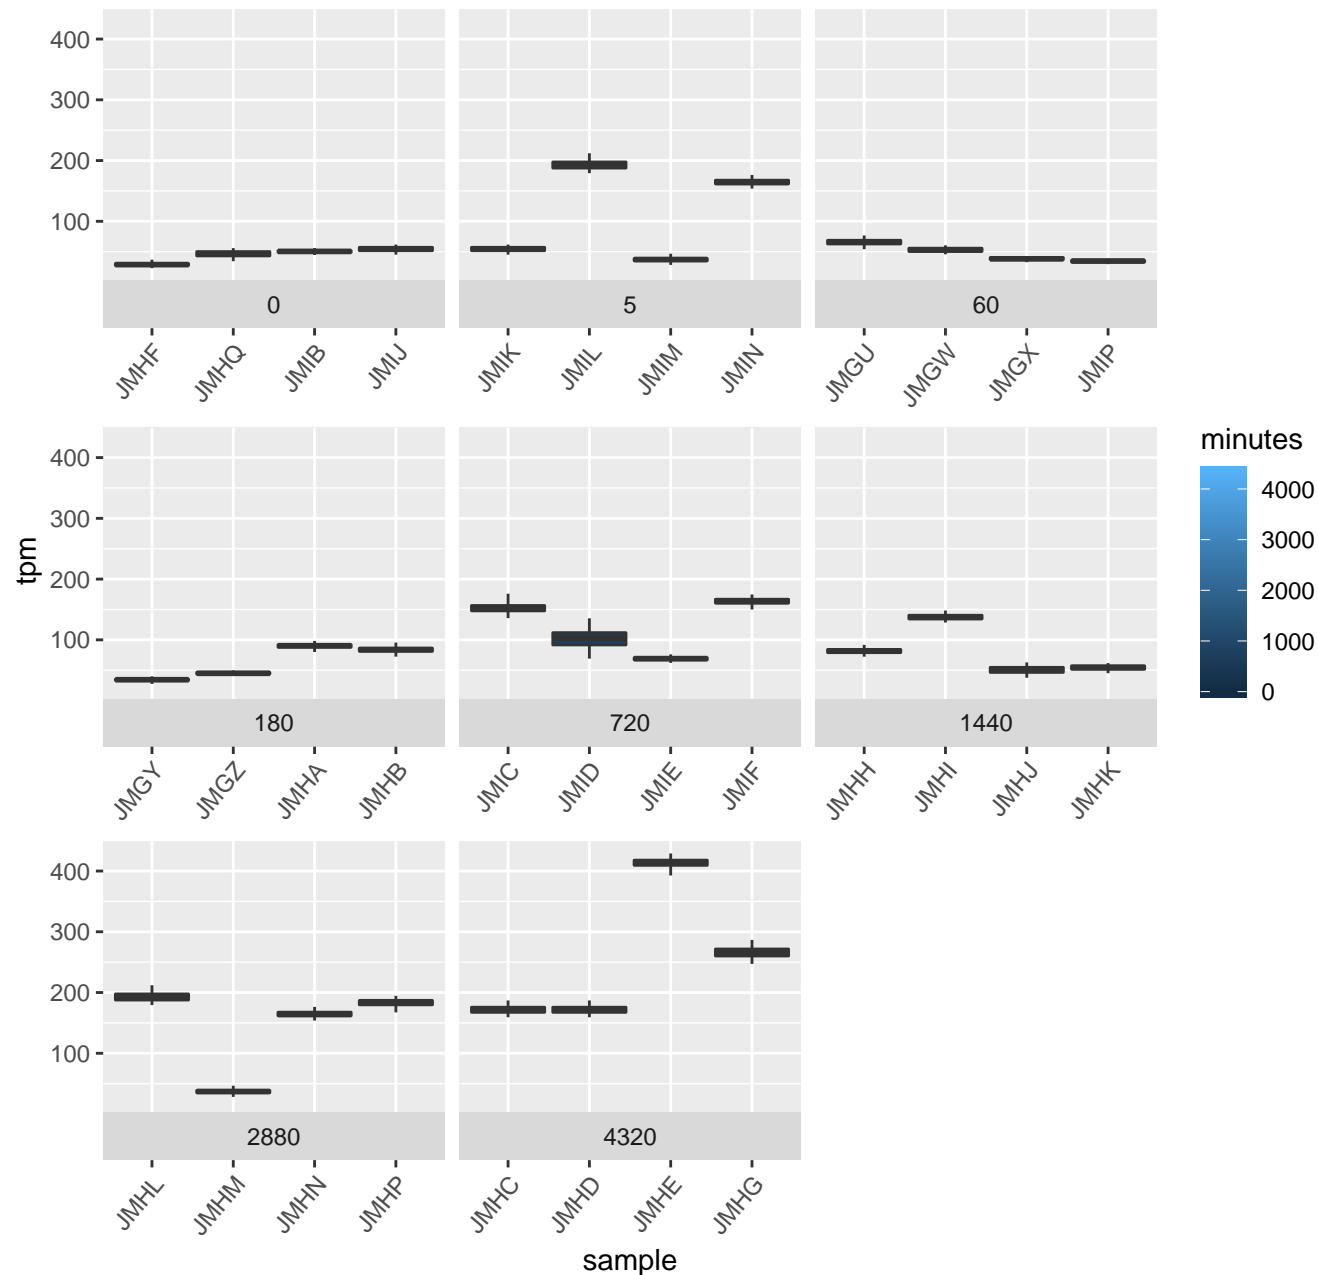 400
300
200
100
0
5
60
JMHF
JMHQ
JMIB
JMIJ
JMIK
JMIL
JMIM
JMIN
JMGU
JMGW
JMGX
JMIP
tpm
400
300
200
100
180
720
1440
JMGY
JMGZ
JMHA
JMHB
JMIC
JMID
JMIE
JMIF
JMHH
JMHI
JMHJ
JMHK
minutes
4000
3000
2000
1000
0
400
300
200
100
2880
4320
JMHL
JMHM
JMHN
JMHP
JMHC
JMHD
JMHE
JMHG
sample